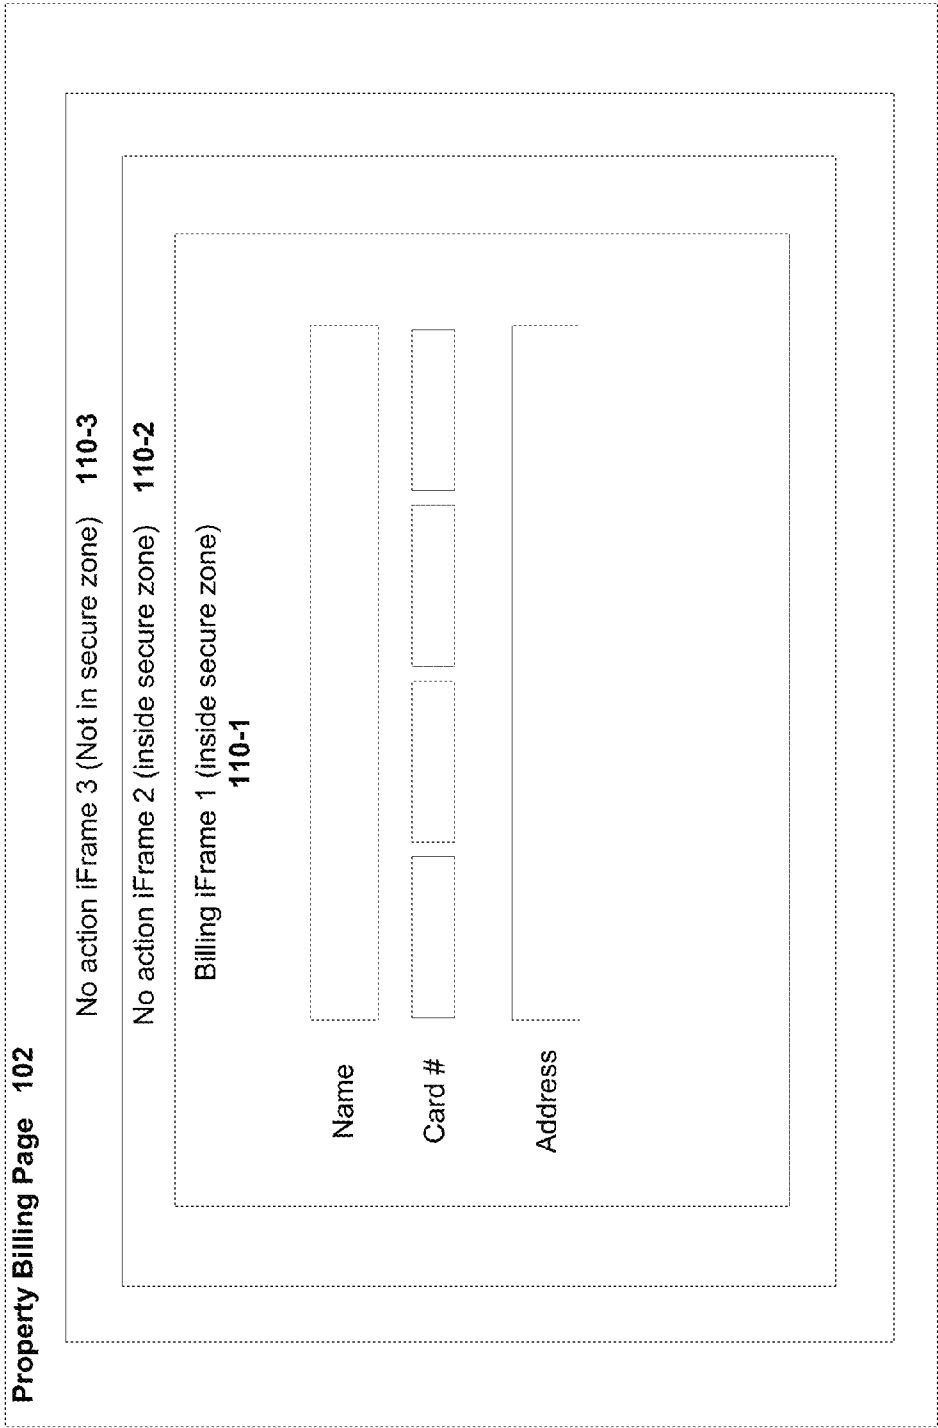 Property Billing Page 102
No action iFrame 3 (Not in secure zone) 110-3
No action iFrame 2 (inside secure zone) 110-2
Billing iFrame 1 (inside secure zone)
110-1
Name
Card #
Address